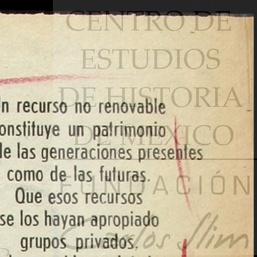 CENTRO DE
ESTUDIOS
DE HISTORIA
DE MÉXICO
FUNDACIÓN
Carlos Slim
n recurso no renovable
onstituye un patrimonio
de las generaciones presentes
como de las futuras.
Que esos recursos
se los hayan apropiado
grupos privados,